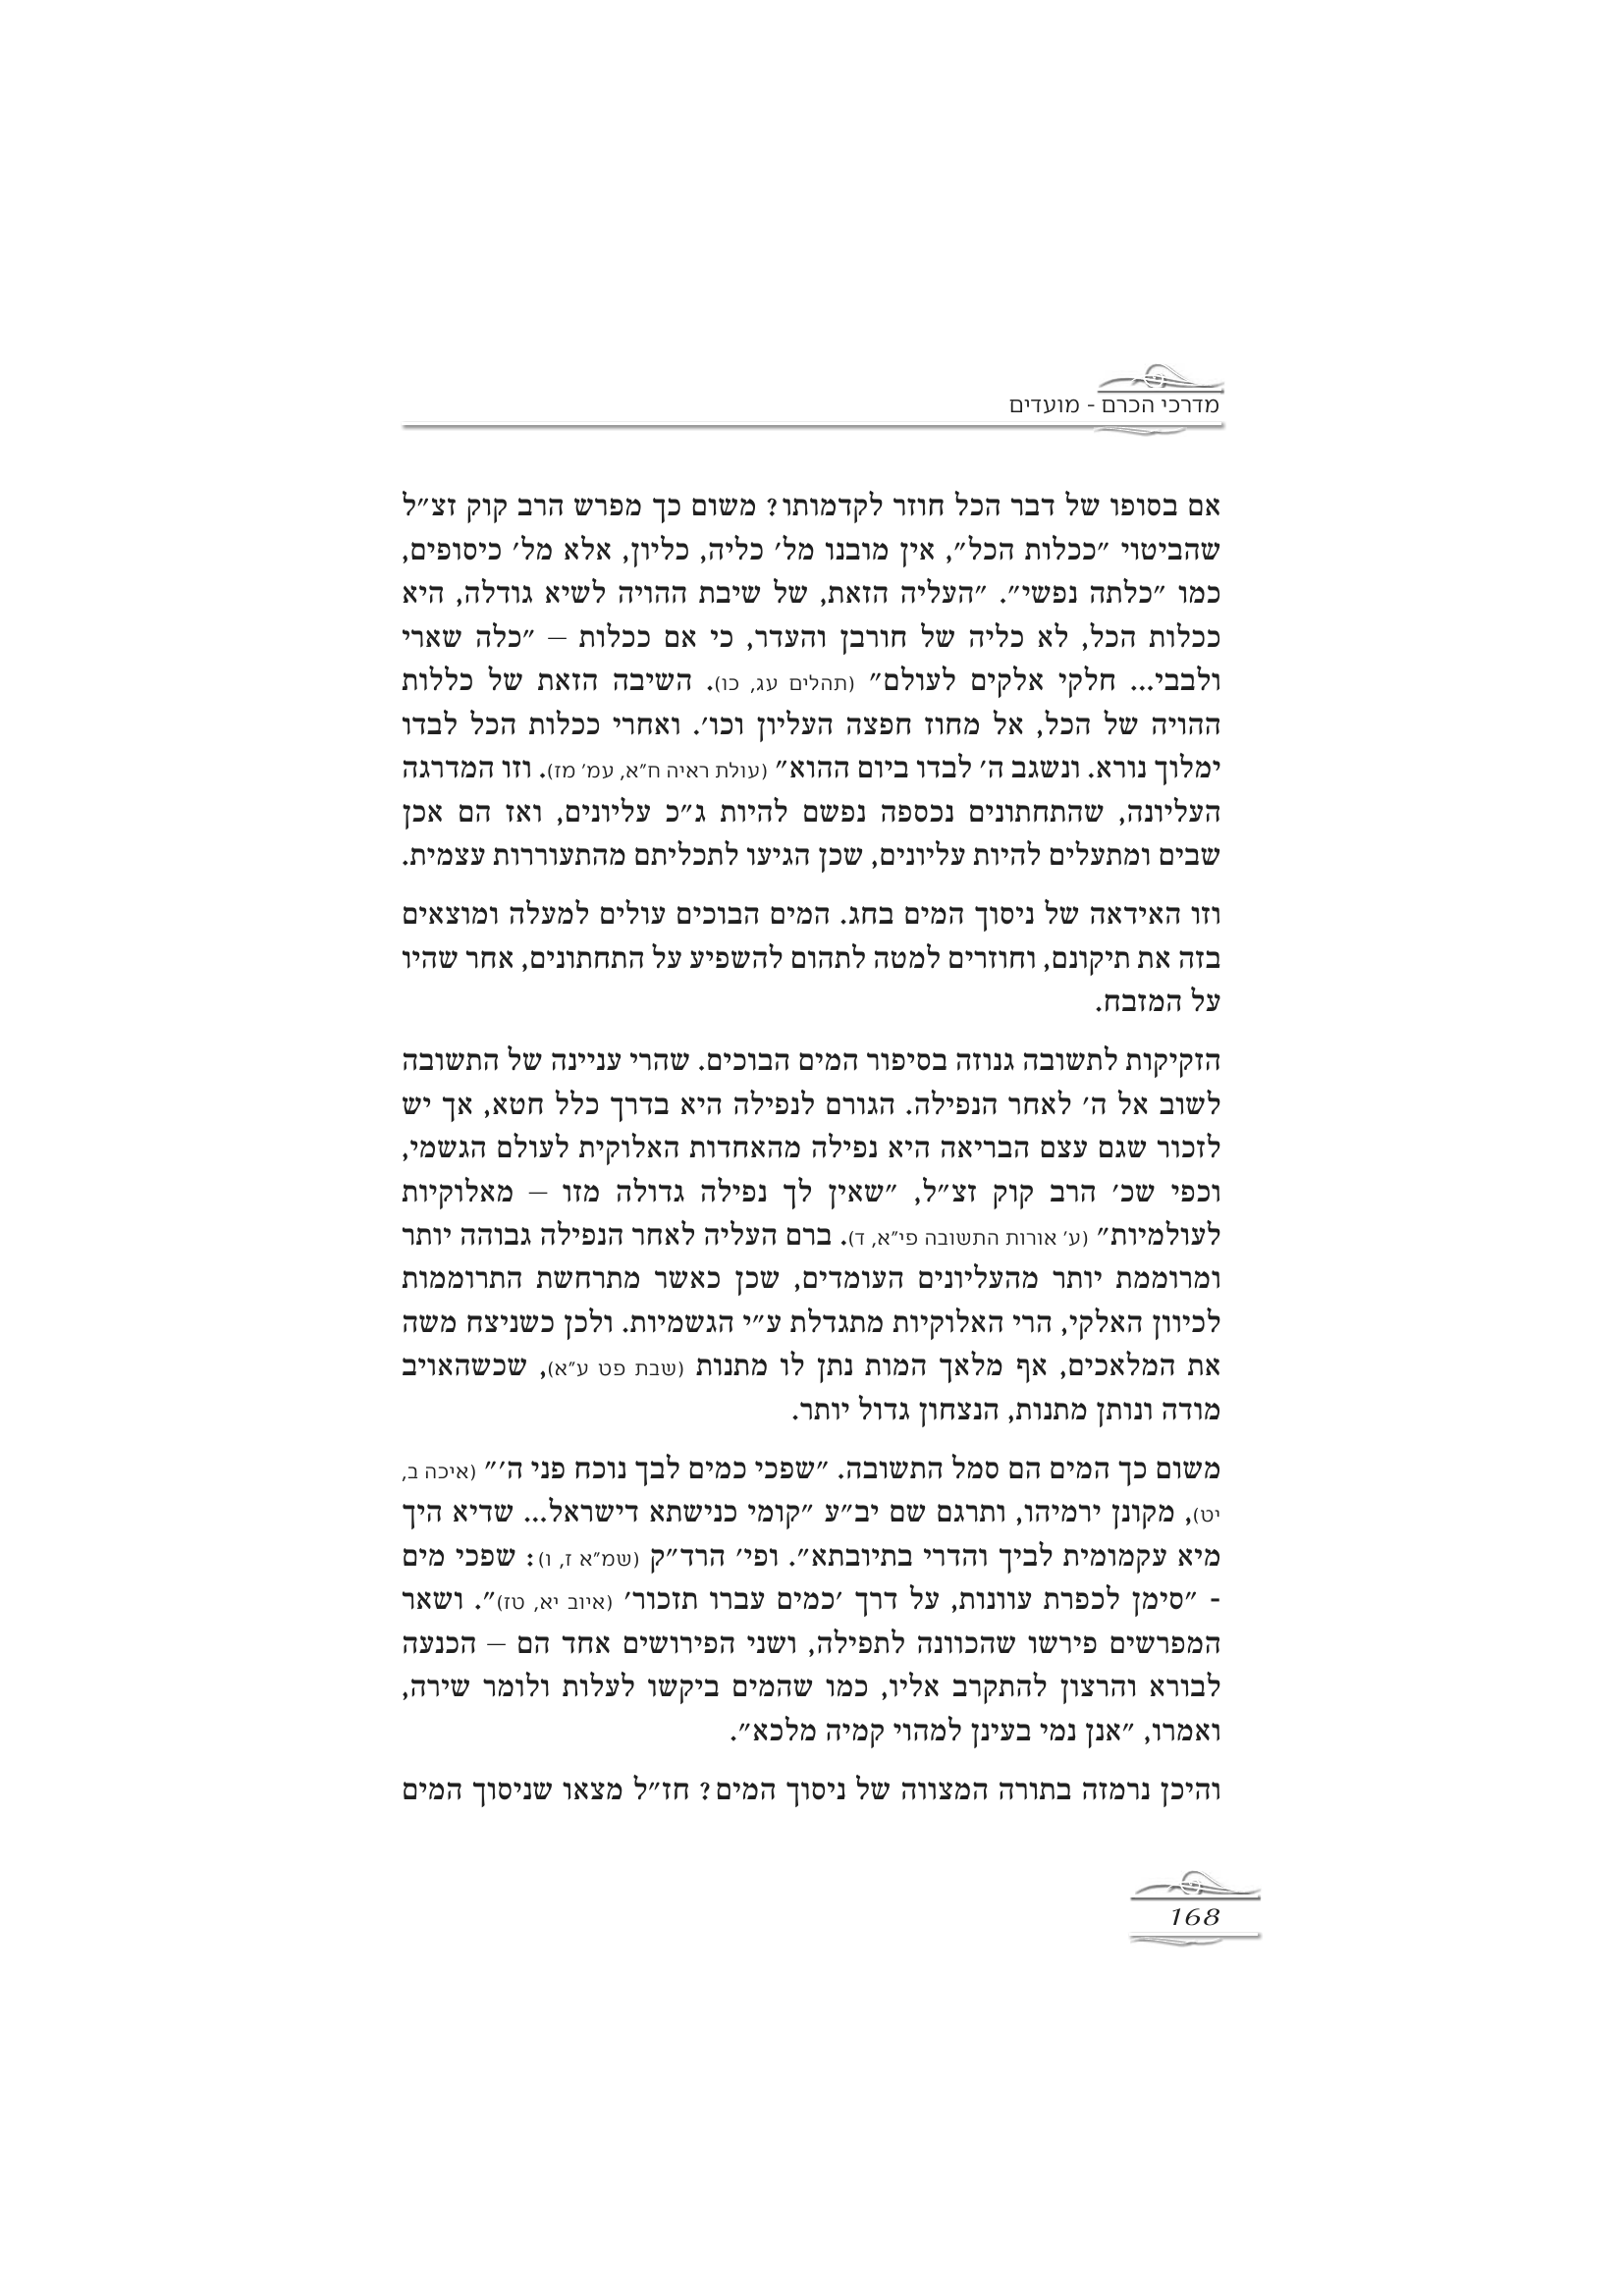 מדרכי הכרם - מועדים
אם בסופו של דבר הכל חוזר לקדמותו? משום כך מפרש הרב קוק זצ״ל
שהביטוי ״ככלות הכל״, אין מובנו מל׳ כליה, כליון, אלא מל׳ כיסופים,
כמו ״כלתה נפשי״. ״העליה הזאת, של שיבת ההויה לשיא גודלה, היא
ככלות הכל, לא כליה של חורבן והעדר, כי אם ככלות – ״כלה שארי
ולבבי... חלקי אלקים לעולם״ (תהלים עג, כו). השיבה הזאת של כללות
ההויה של הכל, אל מחוז חפצה העליון וכו׳. ואחרי ככלות הכל לבדו
ימלוך נורא. ונשגב ה׳ לבדו ביום ההוא״ (עולת ראיה ח״א, עמ׳ מז). וזו המדרגה
העליונה, שהתחתונים נכספה נפשם להיות ג״כ עליונים, ואז הם אכן
שבים ומתעלים להיות עליונים, שכן הגיעו לתכליתם מהתעוררות עצמית.
וזו האידאה של ניסוך המים בחג. המים הבוכים עולים למעלה ומוצאים
בזה את תיקונם, וחוזרים למטה לתהום להשפיע על התחתונים, אחר שהיו
על המזבח.
הזקיקות לתשובה גנוזה בסיפור המים הבוכים. שהרי עניינה של התשובה
לשוב אל ה׳ לאחר הנפילה. הגורם לנפילה היא בדרך כלל חטא, אך יש
לזכור שגם עצם הבריאה היא נפילה מהאחדות האלוקית לעולם הגשמי,
וכפי שכ׳ הרב קוק זצ״ל, ״שאין לך נפילה גדולה מזו – מאלוקיות
לעולמיות״ (ע׳ אורות התשובה פי״א, ד). ברם העליה לאחר הנפילה גבוהה יותר
ומרוממת יותר מהעליונים העומדים, שכן כאשר מתרחשת התרוממות
לכיוון האלקי, הרי האלוקיות מתגדלת ע״י הגשמיות. ולכן כשניצח משה
את המלאכים, אף מלאך המות נתן לו מתנות (שבת פט ע״א), שכשהאויב
מודה ונותן מתנות, הנצחון גדול יותר.
משום כך המים הם סמל התשובה. ״שפכי כמים לבך נוכח פני ה׳״ (איכה ב,
יט), מקונן ירמיהו, ותרגם שם יב״ע ״קומי כנישתא דישראל... שדיא היך
מיא עקמומית לביך והדרי בתיובתא״. ופי׳ הרד״ק (שמ״א ז, ו): שפכי מים
- ״סימן לכפרת עוונות, על דרך ׳כמים עברו תזכור׳ (איוב יא, טז)״. ושאר
המפרשים פירשו שהכוונה לתפילה, ושני הפירושים אחד הם – הכנעה
לבורא והרצון להתקרב אליו, כמו שהמים ביקשו לעלות ולומר שירה,
ואמרו, ״אנן נמי בעינן למהוי קמיה מלכא״.
והיכן נרמזה בתורה המצווה של ניסוך המים? חז״ל מצאו שניסוך המים
168